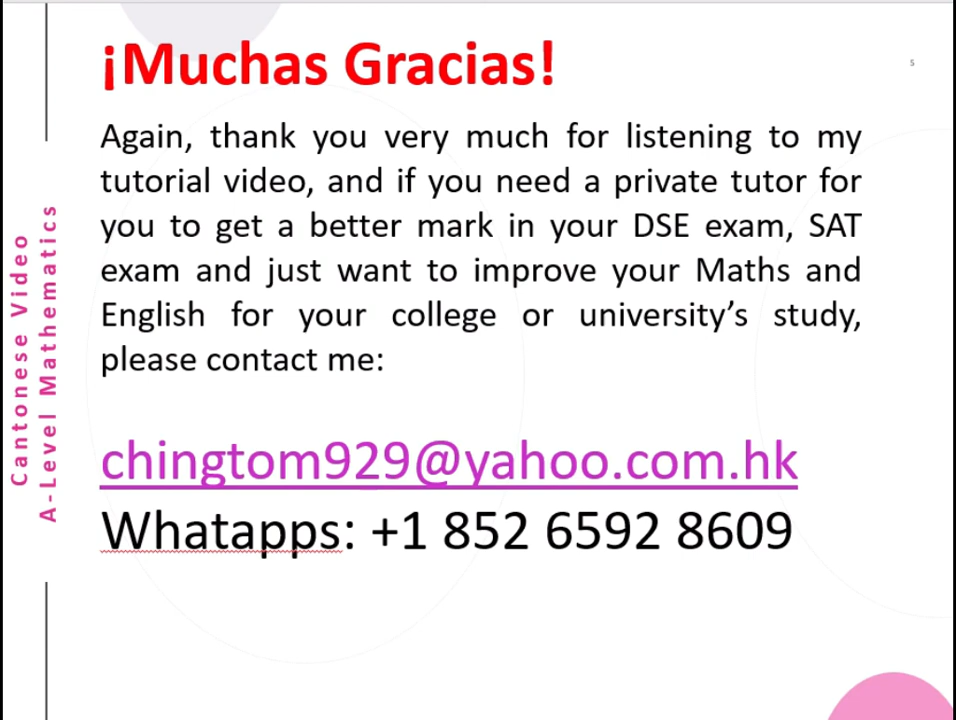 ¡Muchas Gracias!
5
Again, thank you very much for listening to my
tutorial video, and if you need a private tutor for
you to get a better mark in your DSE exam, SAT
exam and just want to improve your Maths and
English for your college or university’s study,
please contact me:
chingtom929@yahoo.com.hk
Whatapps: +1 852 6592 8609
Cantonese Video
A-Level Mathematics